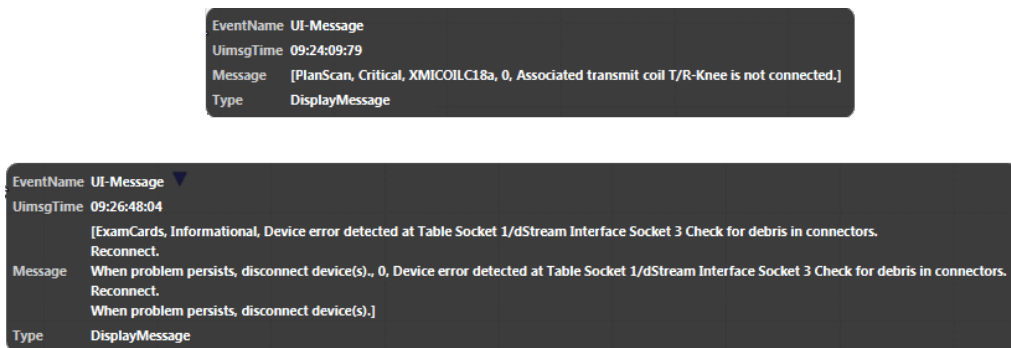 EventName UI-Message
UimsgTime 09:24:09:79
Message [PlanScan, Critical, XMICOILC18a, 0, Associated transmit coil T/R-Knee is not connected.]
Type DisplayMessage
EventName UI-Message
UimsgTime 09:26:48:04
[ExamCards, Informational, Device error detected at Table Socket 1/dStream Interface Socket 3 Check for debris in connectors.
Reconnect.
Message When problem persists, disconnect device(s)., 0, Device error detected at Table Socket 1/dStream Interface Socket 3 Check for debris in connectors.
Reconnect.
When problem persists, disconnect device(s).]
Type DisplayMessage